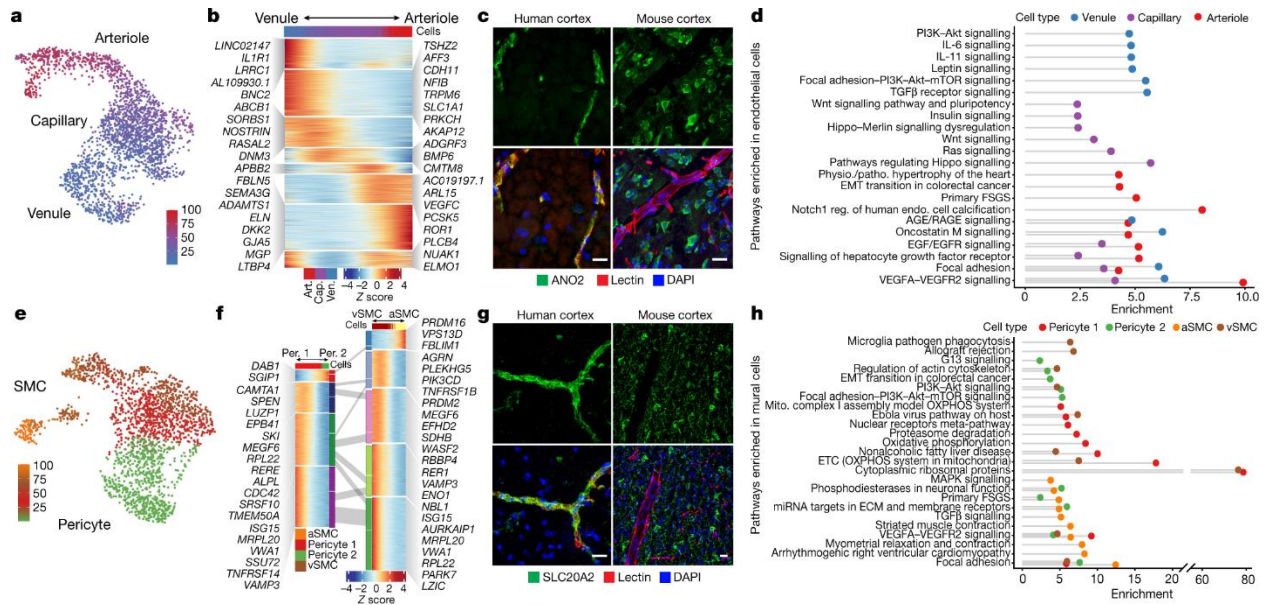 a
Arteriole
Capillary
Venule
100
75
50
25
b
Venule
Arteriole
Cells
LINC02147
IL1R1
LRRC1
AL109930.1
BNC2
ABCB1
SORBS1
NOSTRIN
RASAL2
DNM3
APBB2
FBLN5
SEMA3G
ADAMTS1
ELN
DKK2
GJA5
MGP
LTBP4
TSHZ2
AFF3
CDH11
NFIB
TRPM6
SLC1A1
PRKCH
AKAP12
ADGRF3
BMP6
CMTM8
AC019197.1
ARL15
VEGFC
PCSK5
ROR1
PLCB4
NUAK1
ELMO1
Art.
Cap.
Ven.
−4 −2 0 2 4
Z score
c
Human cortex Mouse cortex
ANO2 Lectin DAPI
d
Cell type Venule Capillary Arteriole
Pathways enriched in endothelial cells
PI3K–Akt signalling
IL-6 signalling
IL-11 signalling
Leptin signalling
Focal adhesion–PI3K–Akt–mTOR signalling
TGFβ receptor signalling
Wnt signalling pathway and pluripotency
Insulin signalling
Hippo–Merlin signalling dysregulation
Wnt signalling
Ras signalling
Pathways regulating Hippo signalling
Physio./patho. hypertrophy of the heart
EMT transition in colorectal cancer
Primary FSGS
Notch1 reg. of human endo. cell calcification
AGE/RAGE signalling
Oncostatin M signalling
EGF/EGFR signalling
Signalling of hepatocyte growth factor receptor
Focal adhesion
VEGFA–VEGFR2 signalling
0 2.5 5.0 7.5 10.0
Enrichment
e
SMC
Pericyte
100
75
50
25
f
vSMC aSMC
Cells
Per. 1 Per. 2
Cells
DAB1
SGIP1
CAMTA1
SPEN
LUZP1
EPB41
SKI
MEGF6
RPL22
RERE
ALPL
CDC42
SRSF10
TMEM50A
ISG15
MRPL20
VWA1
SSU72
TNFRSF14
VAMP3
aSMC
Pericyte 1
Pericyte 2
vSMC
PRDM16
VPS13D
FBLIM1
AGRN
PLEKHG5
PIK3CD
TNFRSF1B
PRDM2
MEGF6
EFHD2
SDHB
WASF2
RBBP4
RER1
VAMP3
ENO1
NBL1
ISG15
AURKAIP1
MRPL20
VWA1
RPL22
PARK7
LZIC
−4 −2 0 2 4
Z score
g
Human cortex Mouse cortex
SLC20A2 Lectin DAPI
h
Cell type Pericyte 1 Pericyte 2 aSMC vSMC
Pathways enriched in mural cells
Microglia pathogen phagocytosis
Allograft rejection
G13 signalling
Regulation of actin cytoskeleton
EMT transition in colorectal cancer
PI3K–Akt signalling
Focal adhesion–PI3K–Akt–mTOR signalling
Mito. complex I assembly model OXPHOS system
Ebola virus pathway on host
Nuclear receptors meta-pathway
Proteasome degradation
Oxidative phosphorylation
Nonalcoholic fatty liver disease
ETC (OXPHOS system in mitochondria)
Cytoplasmic ribosomal proteins
MAPK signalling
Phosphodiesterases in neuronal function
Primary FSGS
miRNA targets in ECM and membrane receptors
TGFβ signalling
Striated muscle contraction
VEGFA–VEGFR2 signalling
Myometrial relaxation and contraction
Arrhythmogenic right ventricular cardiomyopathy
Focal adhesion
0 5 10 15 20 60 80
Enrichment